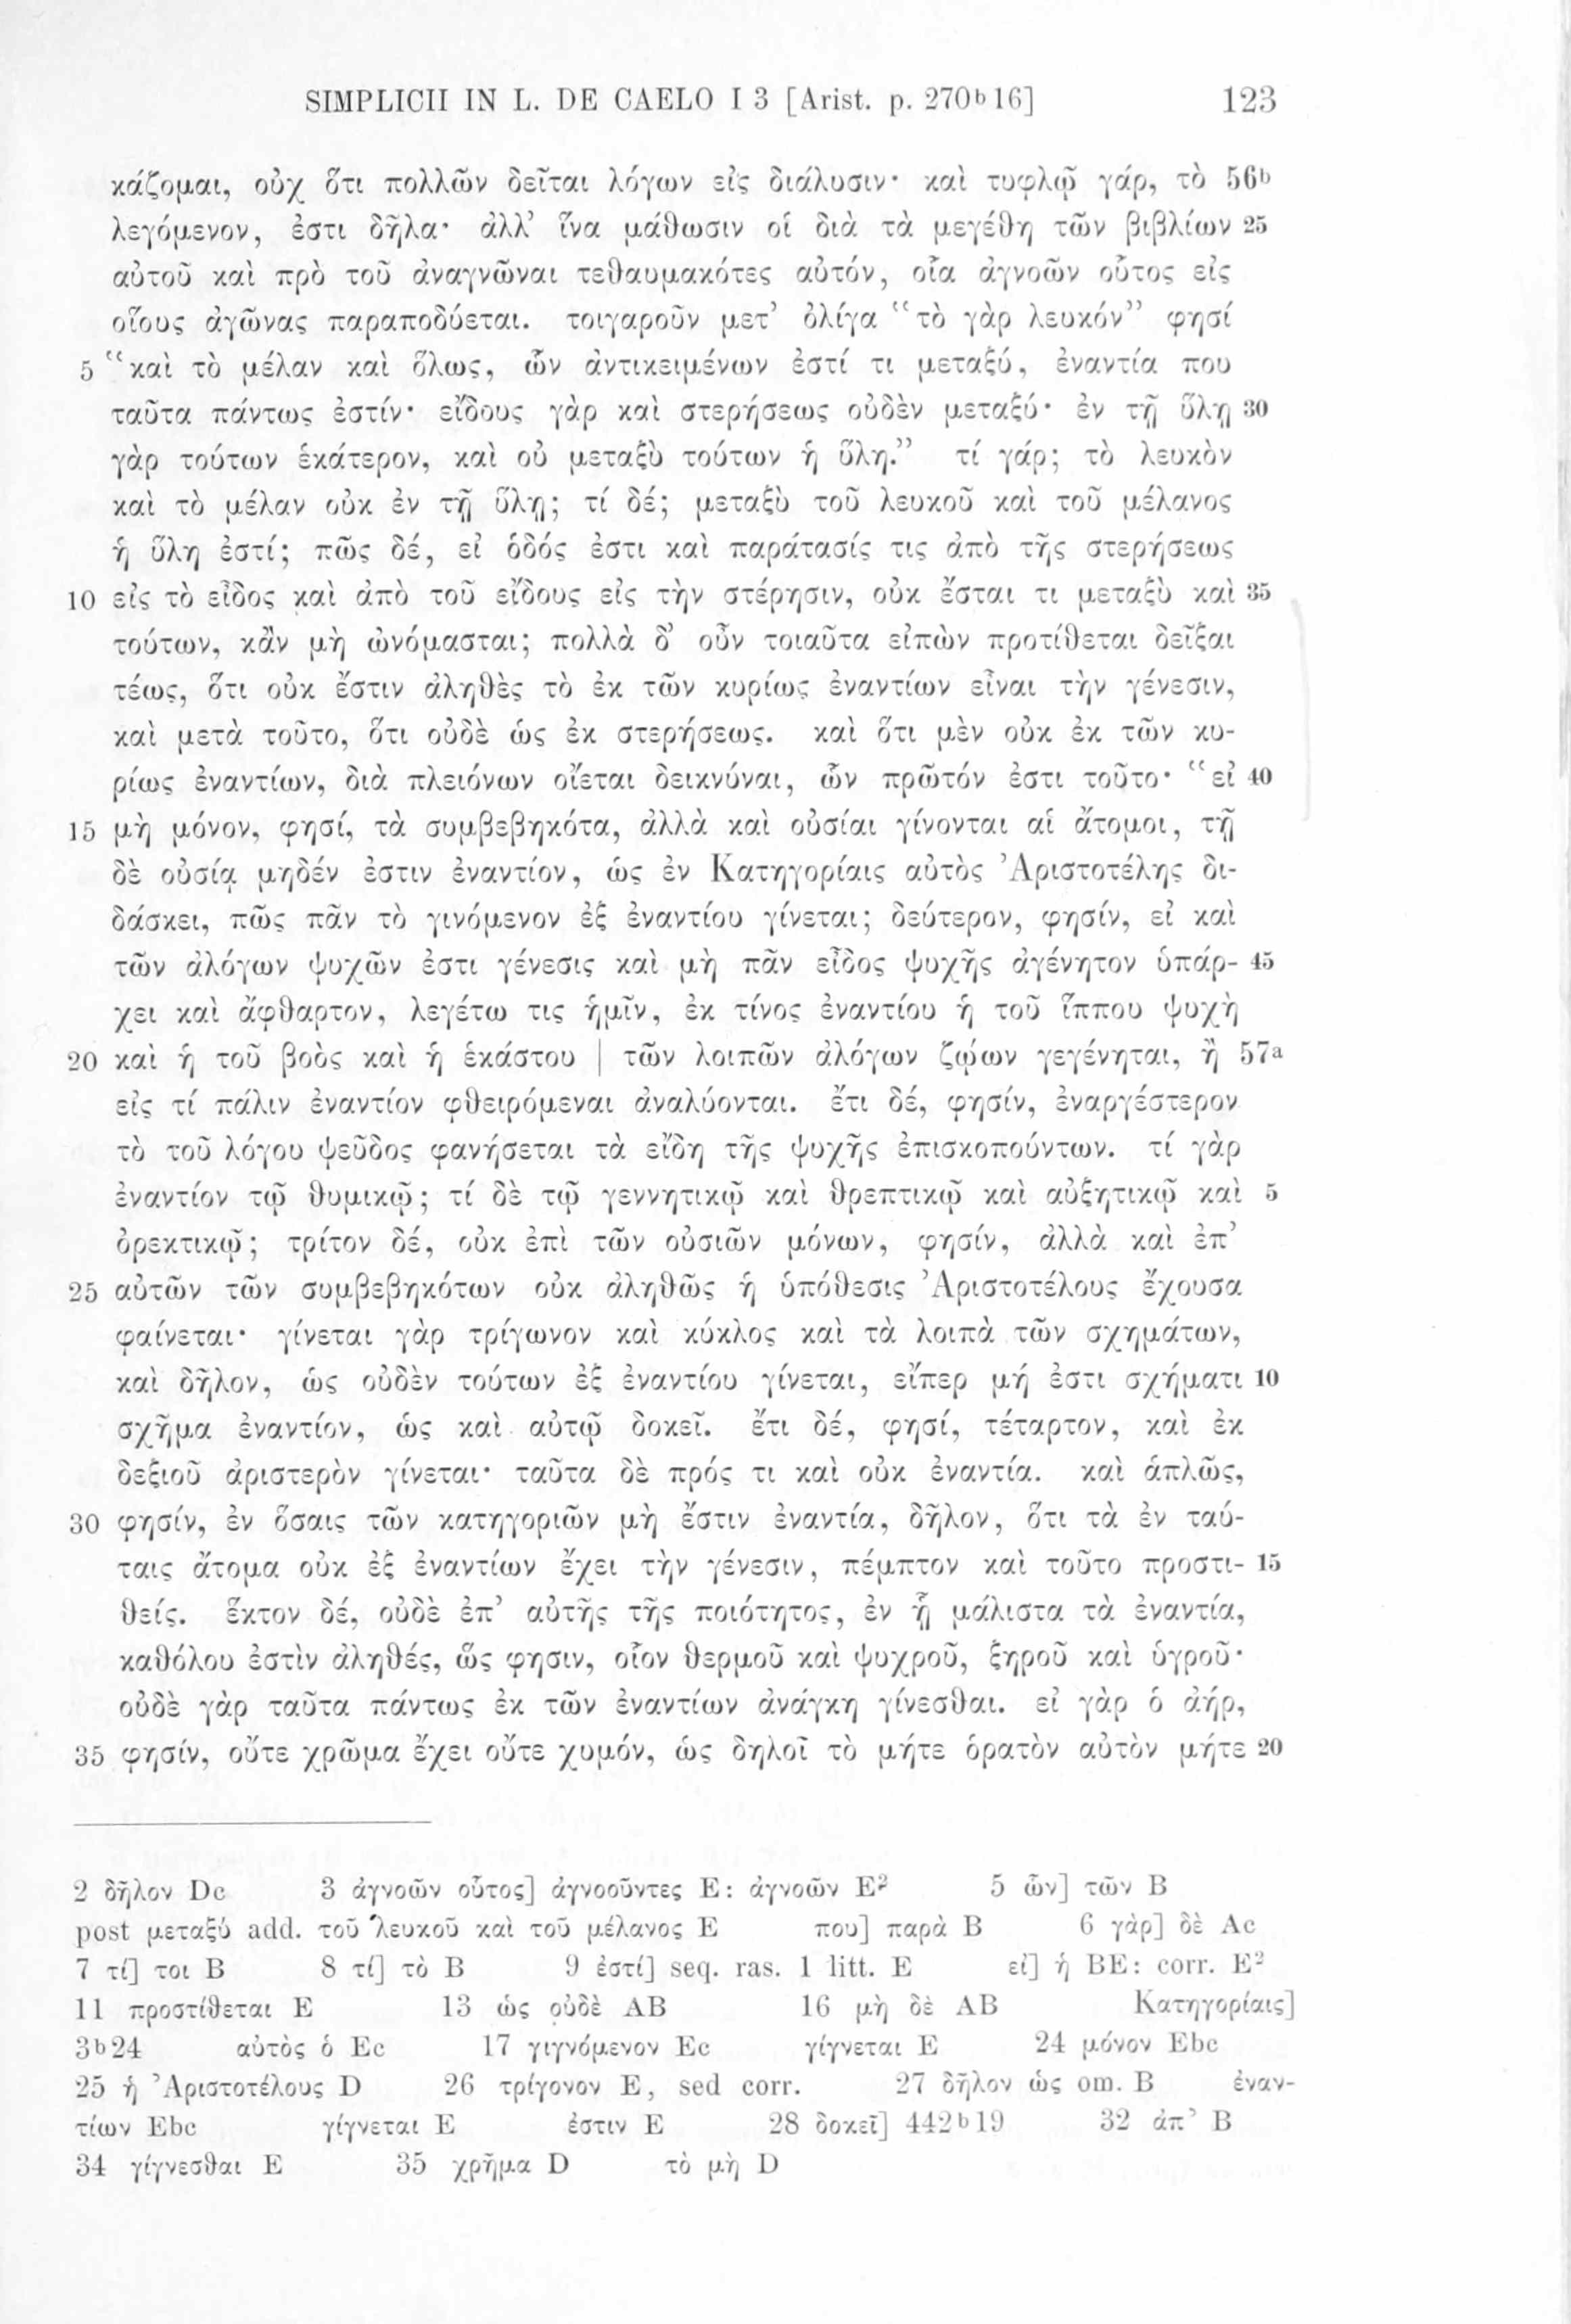 SIMPLICII IN L. DE CAELO I 3 [Arist. p. 270ᵇ16] 123
κάζομαι, οὐχ ὅτι πολλῶν δεῖται λόγων εἰς διάλυσιν· καὶ τυφλῷ γάρ, τὸ 56ᵇ
λεγόμενον, ἐστι δῆλα· ἀλλ’ ἵνα μάθωσιν οἱ διὰ τὰ μεγέθη τῶν βιβλίων 25
αὐτοῦ καὶ πρὸ τοῦ ἀναγνῶναι τεθαυμακότες αὐτόν, οἷα ἀγνοῶν οὗτος εἰς
οἵους ἀγῶνας παραποδύεται. τοιγαροῦν μετ’ ὀλίγα “τὸ γὰρ λευκόν” φησί
5 “καὶ τὸ μέλαν καὶ ὅλως, ὧν ἀντικειμένων ἐστί τι μεταξύ, ἐναντία που
ταῦτα πάντως ἐστίν· εἴδους γὰρ καὶ στερήσεως οὐδὲν μεταξύ· ἐν τῇ ὕλῃ 30
γὰρ τούτων ἑκάτερον, καὶ οὐ μεταξὺ τούτων ἡ ὕλη.” τί γάρ; τὸ λευκὸν
καὶ τὸ μέλαν οὐκ ἐν τῇ ὕλῃ; τί δέ; μεταξὺ τοῦ λευκοῦ καὶ τοῦ μέλανος
ἡ ὕλη ἐστί; πῶς δέ, εἰ ὁδός ἐστι καὶ παράτασίς τις ἀπὸ τῆς στερήσεως
10 εἰς τὸ εἶδος καὶ ἀπὸ τοῦ εἴδους εἰς τὴν στέρησιν, οὐκ ἔσται τι μεταξὺ καὶ 35
τούτων, κἂν μὴ ὠνόμασται; πολλὰ δ’ οὖν τοιαῦτα εἰπὼν προτίθεται δεῖξαι
τέως, ὅτι οὐκ ἔστιν ἀληθὲς τὸ ἐκ τῶν κυρίως ἐναντίων εἶναι τὴν γένεσιν,
καὶ μετὰ τοῦτο, ὅτι οὐδὲ ὡς ἐκ στερήσεως. καὶ ὅτι μὲν οὐκ ἐκ τῶν κυ-
ρίως ἐναντίων, διὰ πλειόνων οἴεται δεικνύναι, ὧν πρῶτόν ἐστι τοῦτο· “εἰ 40
15 μὴ μόνον, φησί, τὰ συμβεβηκότα, ἀλλὰ καὶ οὐσίαι γίνονται αἱ ἄτομοι, τῇ
δὲ οὐσίᾳ μηδέν ἐστιν ἐναντίον, ὡς ἐν Κατηγορίαις αὐτὸς Ἀριστοτέλης δι-
δάσκει, πῶς πᾶν τὸ γινόμενον ἐξ ἐναντίου γίνεται; δεύτερον, φησίν, εἰ καὶ
τῶν ἀλόγων ψυχῶν ἐστι γένεσις καὶ μὴ πᾶν εἶδος ψυχῆς ἀγένητον ὑπάρ- 45
χει καὶ ἄφθαρτον, λεγέτω τις ἡμῖν, ἐκ τίνος ἐναντίου ἡ τοῦ ἵππου ψυχὴ
20 καὶ ἡ τοῦ βοὸς καὶ ἡ ἑκάστου | τῶν λοιπῶν ἀλόγων ζῴων γεγένηται, ἢ 57ᵃ
εἰς τί πάλιν ἐναντίον φθειρόμεναι ἀναλύονται. ἔτι δέ, φησίν, ἐναργέστερον
τὸ τοῦ λόγου ψεῦδος φανήσεται τὰ εἴδη τῆς ψυχῆς ἐπισκοπούντων. τί γὰρ
ἐναντίον τῷ θυμικῷ; τί δὲ τῷ γεννητικῷ καὶ θρεπτικῷ καὶ αὐξητικῷ καὶ 5
ὀρεκτικῷ; τρίτον δέ, οὐκ ἐπὶ τῶν οὐσιῶν μόνων, φησίν, ἀλλὰ καὶ ἐπ’
25 αὐτῶν τῶν συμβεβηκότων οὐκ ἀληθῶς ἡ ὑπόθεσις Ἀριστοτέλους ἔχουσα
φαίνεται· γίνεται γὰρ τρίγωνον καὶ κύκλος καὶ τὰ λοιπὰ τῶν σχημάτων,
καὶ δῆλον, ὡς οὐδὲν τούτων ἐξ ἐναντίου γίνεται, εἴπερ μή ἐστι σχήματι 10
σχῆμα ἐναντίον, ὡς καὶ αὐτῷ δοκεῖ. ἔτι δέ, φησί, τέταρτον, καὶ ἐκ
δεξιοῦ ἀριστερὸν γίνεται· ταῦτα δὲ πρός τι καὶ οὐκ ἐναντία. καὶ ἁπλῶς,
30 φησίν, ἐν ὅσαις τῶν κατηγοριῶν μὴ ἔστιν ἐναντία, δῆλον, ὅτι τὰ ἐν ταύ-
ταις ἄτομα οὐκ ἐξ ἐναντίων ἔχει τὴν γένεσιν, πέμπτον καὶ τοῦτο προστι- 15
θείς. ἕκτον δέ, οὐδὲ ἐπ’ αὐτῆς τῆς ποιότητος, ἐν ᾗ μάλιστα τὰ ἐναντία,
καθόλου ἐστὶν ἀληθές, ὥς φησιν, οἷον θερμοῦ καὶ ψυχροῦ, ξηροῦ καὶ ὑγροῦ·
οὐδὲ γὰρ ταῦτα πάντως ἐκ τῶν ἐναντίων ἀνάγκη γίνεσθαι. εἰ γὰρ ὁ ἀήρ,
35 φησίν, οὔτε χρῶμα ἔχει οὔτε χυμόν, ὡς δηλοῖ τὸ μήτε ὁρατὸν αὐτὸν μήτε 20
2 δῆλον Dc 3 ἀγνοῶν οὗτος] ἀγνοοῦντες E: ἀγνοῶν E² 5 ὧν] τῶν B
post μεταξύ add. τοῦ λευκοῦ καὶ τοῦ μέλανος E που] παρὰ B 6 γὰρ] δὲ Ac
7 τί] τοι B 8 τί] τὸ B 9 ἐστί] seq. ras. 1 litt. E εἰ] ἡ BE: corr. E²
11 προστίθεται E 13 ὡς οὐδὲ AB 16 μὴ δὲ AB Κατηγορίαις]
3ᵇ24 αὐτὸς ὁ Ec 17 γιγνόμενον Ec γίγνεται E 24 μόνον Ebc
25 ἡ Ἀριστοτέλους D 26 τρίγονον E, sed corr. 27 δῆλον ὡς om. B ἐναν-
τίων Ebc γίγνεται E ἐστιν E 28 δοκεῖ] 442ᵇ19 32 ἀπ’ B
34 γίγνεσθαι E 35 χρῆμα D τὸ μὴ D